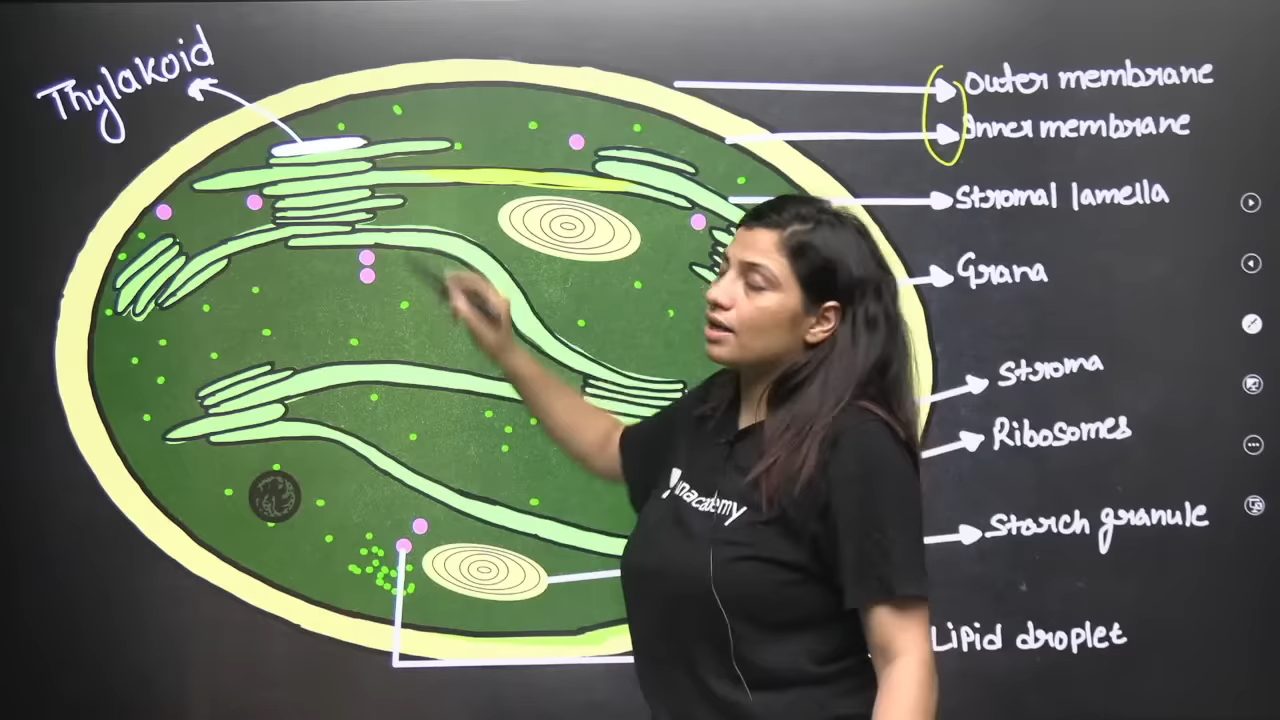 Thylakoid
Outer membrane
Inner membrane
Stromal lamella
Grana
Stroma
Ribosomes
Starch granule
Lipid droplet
unacademy